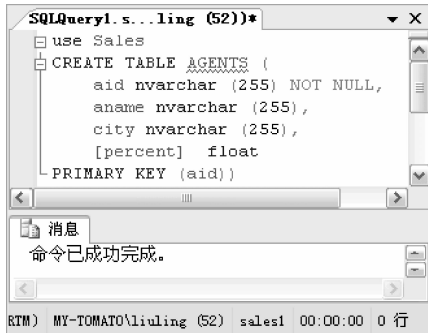 SQLQuery1.s...ling (52))*
use Sales
CREATE TABLE AGENTS (
aid nvarchar (255) NOT NULL,
aname nvarchar (255),
city nvarchar (255),
[percent] float
PRIMARY KEY (aid))
消息
命令已成功完成。
RTM) MY-TOMATO\liuling (52) sales1 00:00:00 0 行